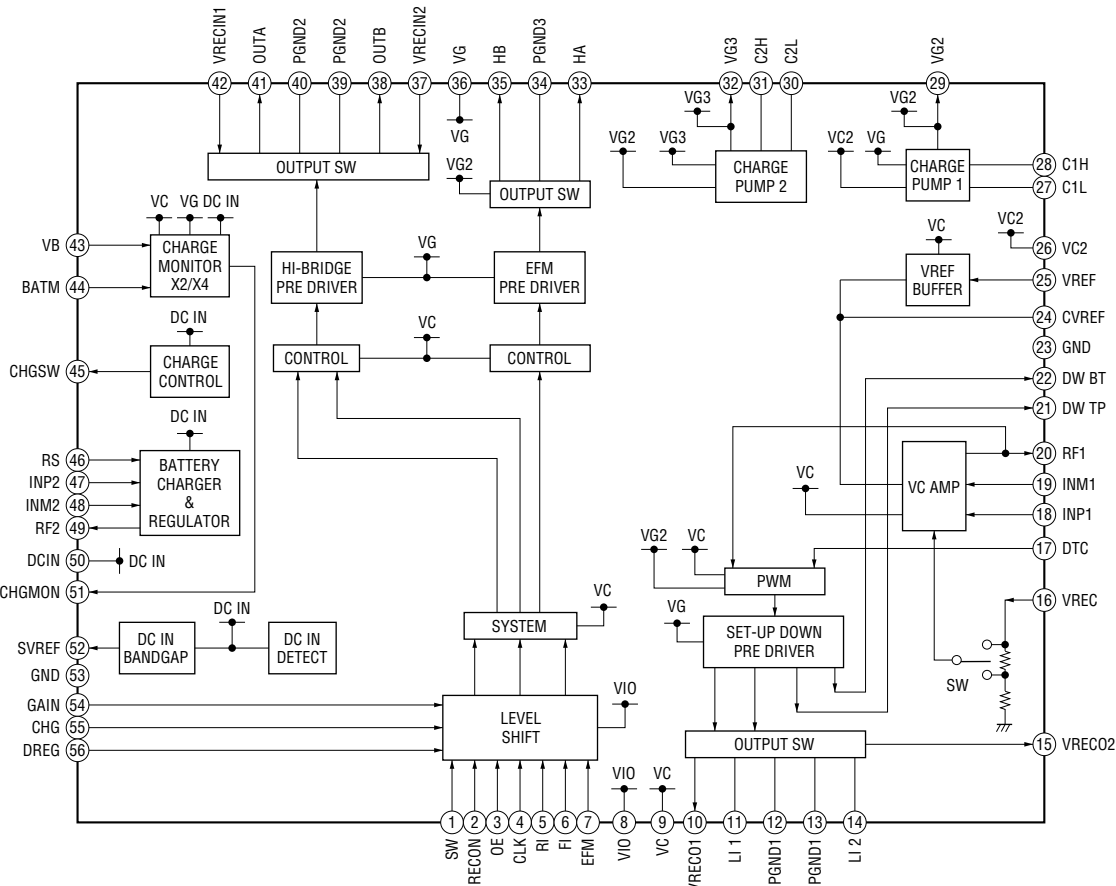 VRECIN1
OUTA
PGND2
PGND2
OUTB
VRECIN2
VG
HB
PGND3
HA
VG3
C2H
C2L
VG2
42
41
40
39
38
37
36
35
34
33
32
31
30
29
VG
VG3
VG2
OUTPUT SW
VG2
OUTPUT SW
VG2
VG3
CHARGE
PUMP 2
VC2
VG
CHARGE
PUMP 1
28 C1H
27 C1L
VC
VG
DC IN
VB 43
BATM 44
CHARGE
MONITOR
X2/X4
HI-BRIDGE
PRE DRIVER
VG
EFM
PRE DRIVER
VC
VREF
BUFFER
VC2
26 VC2
25 VREF
24 CVREF
23 GND
22 DW BT
21 DW TP
DC IN
CHGSW 45
CHARGE
CONTROL
CONTROL
VC
CONTROL
DC IN
RS 46
INP2 47
INM2 48
RF2 49
BATTERY
CHARGER
&
REGULATOR
VC
VC AMP
20 RF1
19 INM1
18 INP1
17 DTC
DCIN 50
DC IN
CHGMON 51
VG2
VC
PWM
VG
SET-UP DOWN
PRE DRIVER
16 VREC
SW
SVREF 52
DC IN
BANDGAP
DC IN
DC IN
DETECT
GND 53
SYSTEM
VC
GAIN 54
CHG 55
DREG 56
LEVEL
SHIFT
VIO
OUTPUT SW
15 VRECO2
VIO
VC
1
2
3
4
5
6
7
8
9
10
11
12
13
14
SW
RECON
OE
CLK
RI
FI
EFM
VIO
VC
VRECO1
LI 1
PGND1
PGND1
LI 2